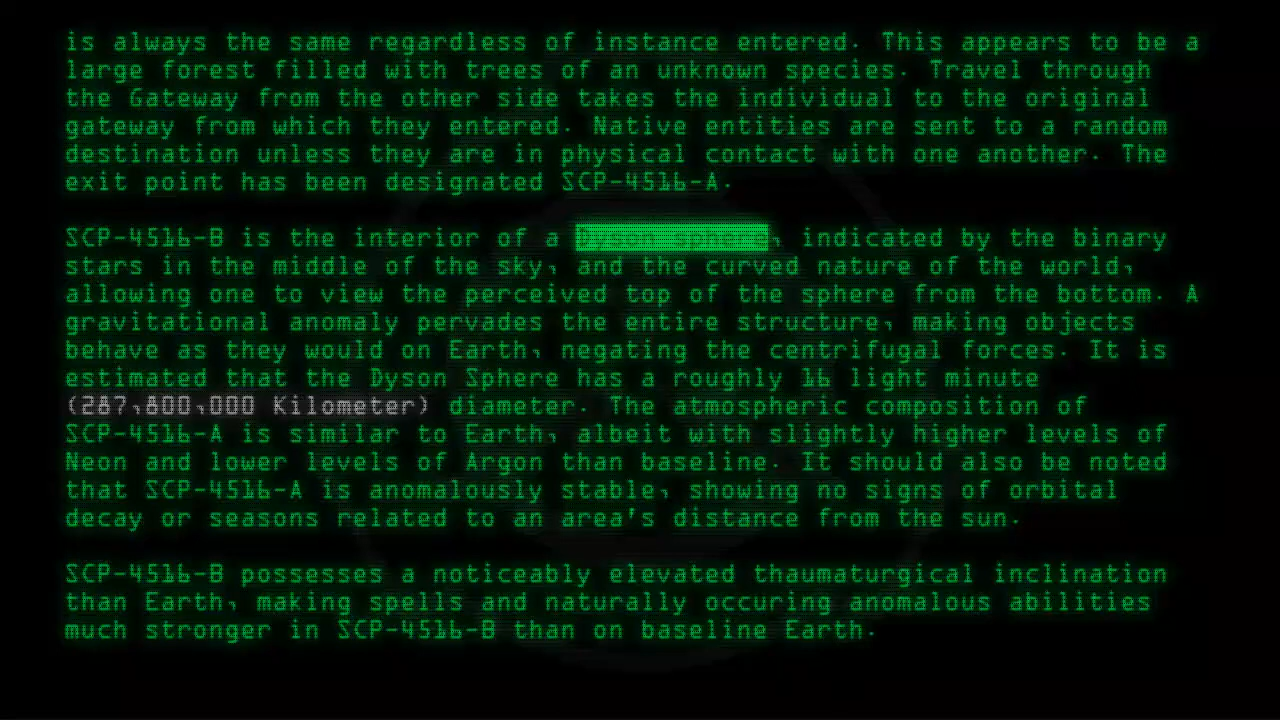 is always the same regardless of instance entered. This appears to be a
large forest filled with trees of an unknown species. Travel through
the Gateway from the other side takes the individual to the original
gateway from which they entered. Native entities are sent to a random
destination unless they are in physical contact with one another. The
exit point has been designated SCP-4516-A.
SCP-4516-B is the interior of a Dyson sphere, indicated by the binary
stars in the middle of the sky, and the curved nature of the world,
allowing one to view the perceived top of the sphere from the bottom. A
gravitational anomaly pervades the entire structure, making objects
behave as they would on Earth, negating the centrifugal forces. It is
estimated that the Dyson Sphere has a roughly 16 light minute
(287,800,000 Kilometer) diameter. The atmospheric composition of
SCP-4516-A is similar to Earth, albeit with slightly higher levels of
Neon and lower levels of Argon than baseline. It should also be noted
that SCP-4516-A is anomalously stable, showing no signs of orbital
decay or seasons related to an area's distance from the sun.
SCP-4516-B possesses a noticeably elevated thaumaturgical inclination
than Earth, making spells and naturally occuring anomalous abilities
much stronger in SCP-4516-B than on baseline Earth.